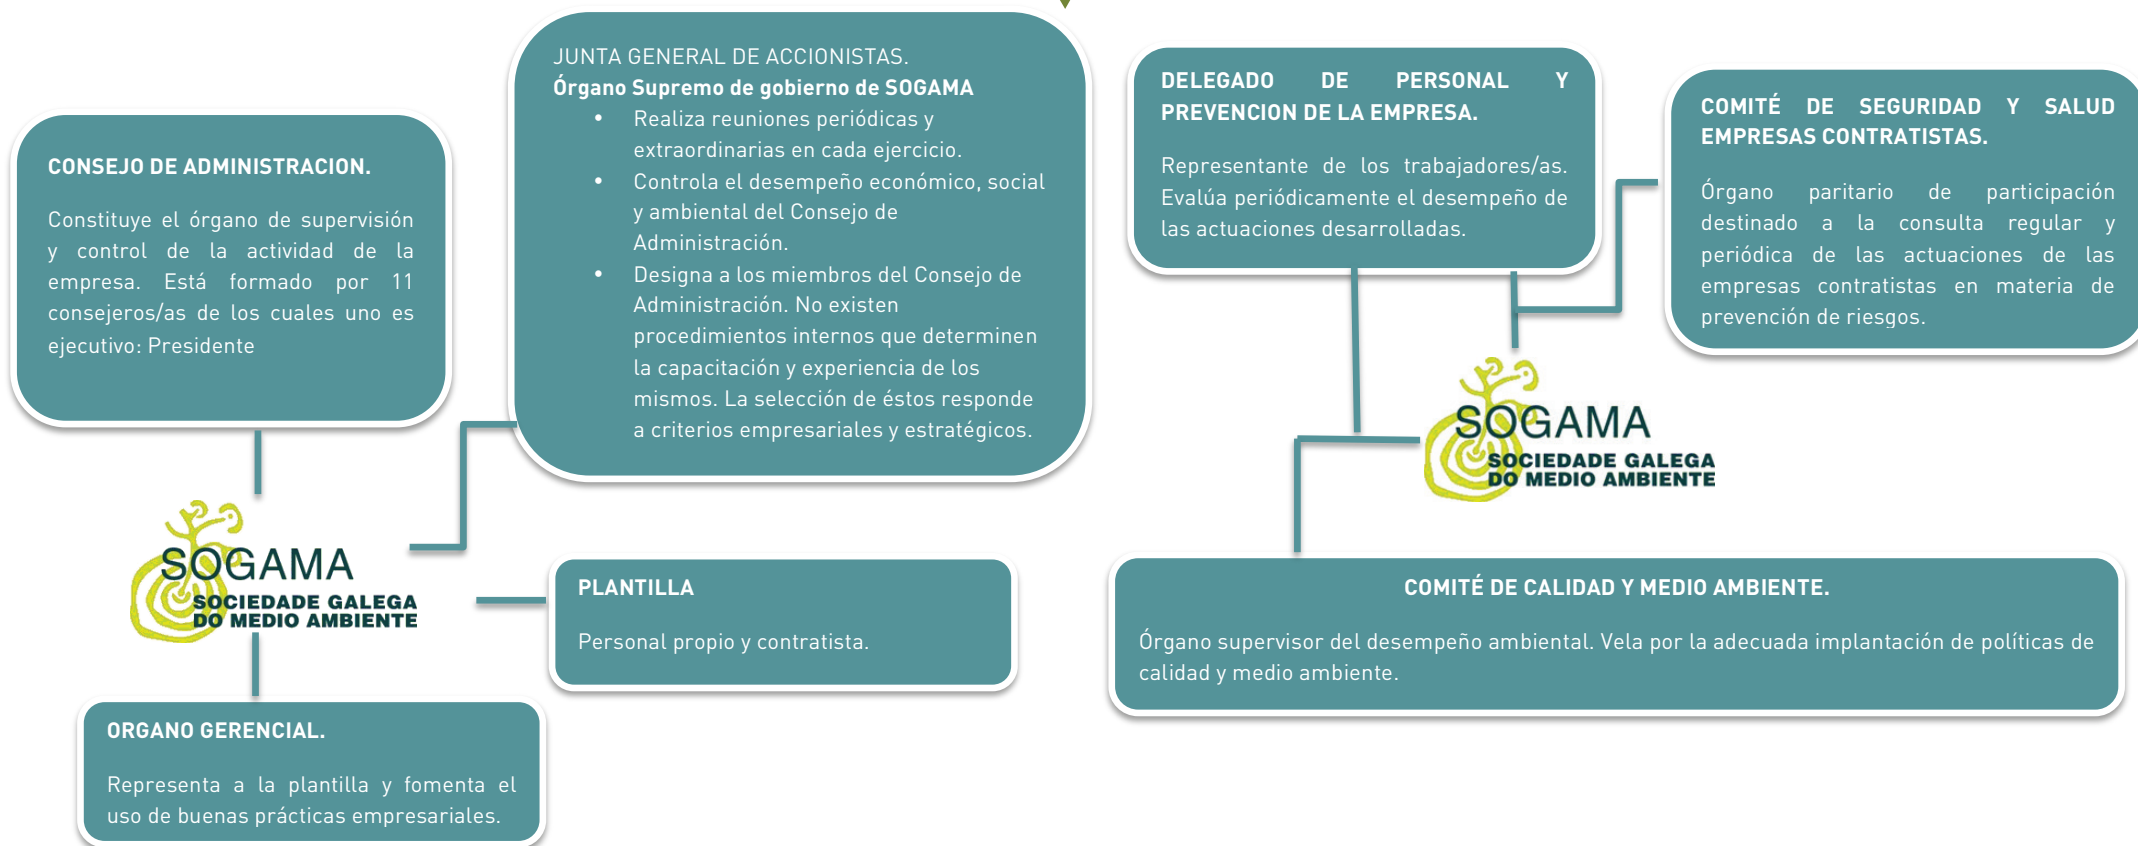 JUNTA GENERAL DE ACCIONISTAS.
Órgano Supremo de gobierno de SOGAMA
• Realiza reuniones periódicas y
extraordinarias en cada ejercicio.
• Controla el desempeño económico, social
y ambiental del Consejo de
Administración.
• Designa a los miembros del Consejo de
Administración. No existen
procedimientos internos que determinen
la capacitación y experiencia de los
mismos. La selección de éstos responde
a criterios empresariales y estratégicos.
CONSEJO DE ADMINISTRACION.
Constituye el órgano de supervisión
y control de la actividad de la
empresa. Está formado por 11
consejeros/as de los cuales uno es
ejecutivo: Presidente
SOGAMA
SOCIEDADE GALEGA
DO MEDIO AMBIENTE
PLANTILLA
Personal propio y contratista.
ORGANO GERENCIAL.
Representa a la plantilla y fomenta el
uso de buenas prácticas empresariales.
DELEGADO DE PERSONAL Y
PREVENCION DE LA EMPRESA.
Representante de los trabajadores/as.
Evalúa periódicamente el desempeño de
las actuaciones desarrolladas.
COMITÉ DE SEGURIDAD Y SALUD
EMPRESAS CONTRATISTAS.
Órgano paritario de participación
destinado a la consulta regular y
periódica de las actuaciones de las
empresas contratistas en materia de
prevención de riesgos.
SOGAMA
SOCIEDADE GALEGA
DO MEDIO AMBIENTE
COMITÉ DE CALIDAD Y MEDIO AMBIENTE.
Órgano supervisor del desempeño ambiental. Vela por la adecuada implantación de políticas de
calidad y medio ambiente.